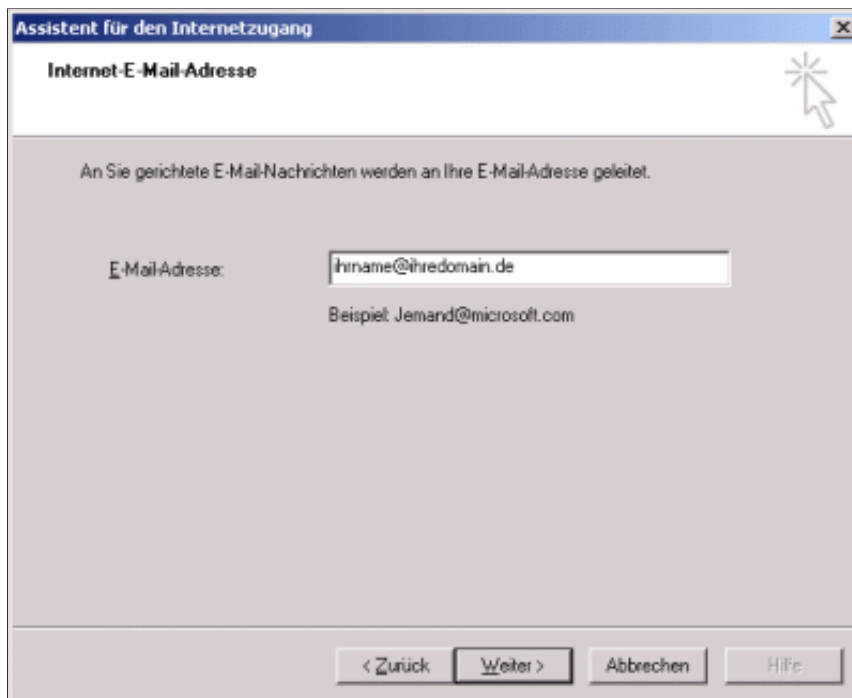 Assistent für den Internetzugang
Internet-E-Mail-Adresse
An Sie gerichtete E-Mail-Nachrichten werden an Ihre E-Mail-Adresse geleitet.
E-Mail-Adresse: ihrname@ihredomain.de
Beispiel: Jemand@microsoft.com
< Zurück Weiter > Abbrechen Hilfe